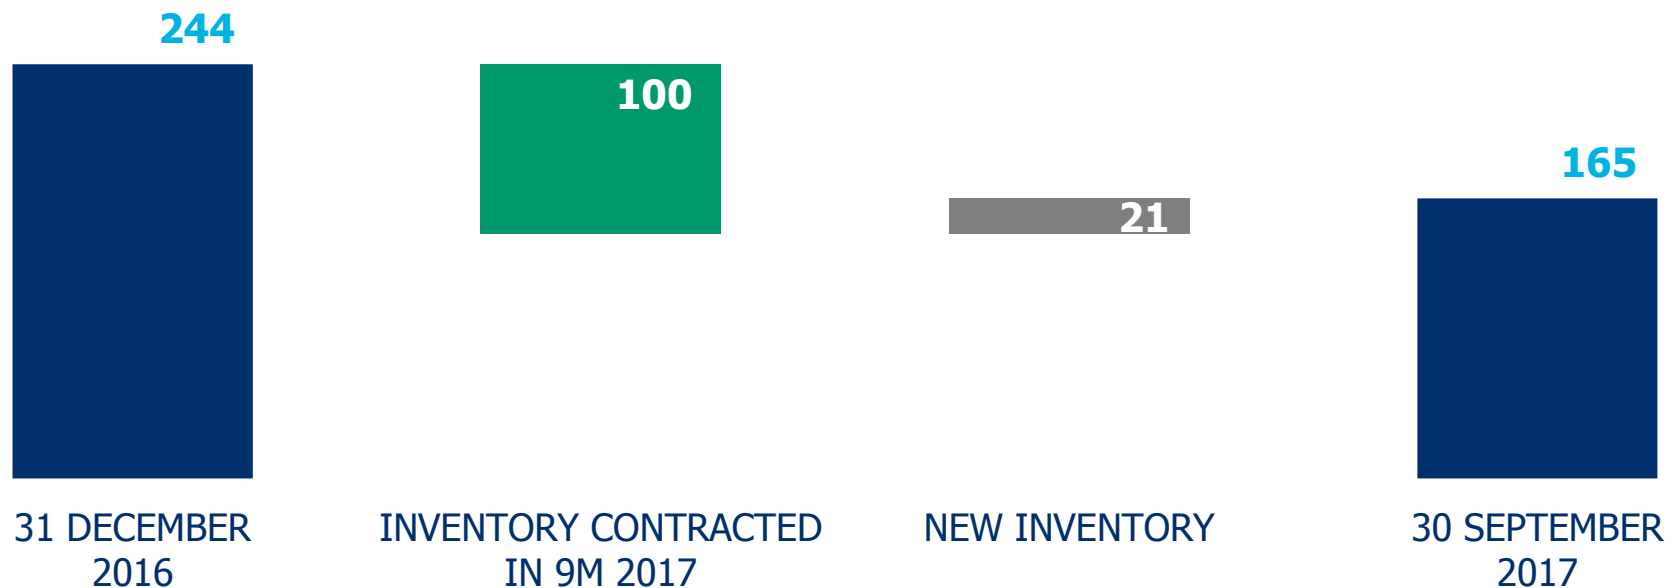 244
100
165
21
31 DECEMBER
2016
INVENTORY CONTRACTED
IN 9M 2017
NEW INVENTORY
30 SEPTEMBER
2017